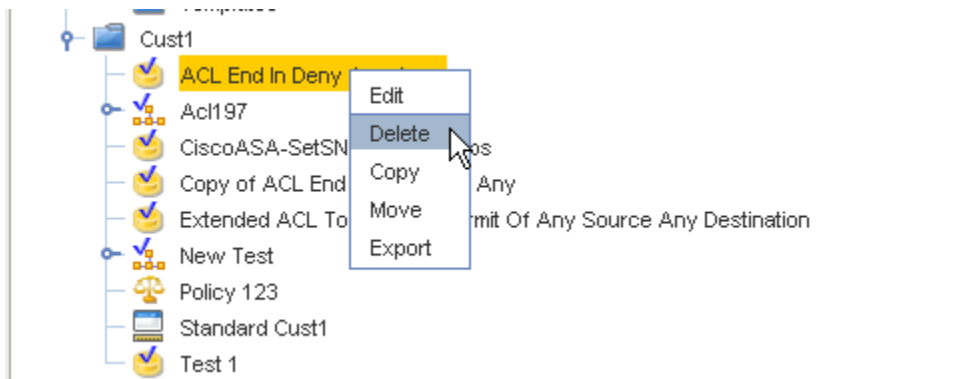 Cust1
ACL End In Deny
Edit
Acl197
Delete
CiscoASA-SetSN
Copy
Copy of ACL End Any
Move
Extended ACL To mit Of Any Source Any Destination
Export
New Test
Policy 123
Standard Cust1
Test 1